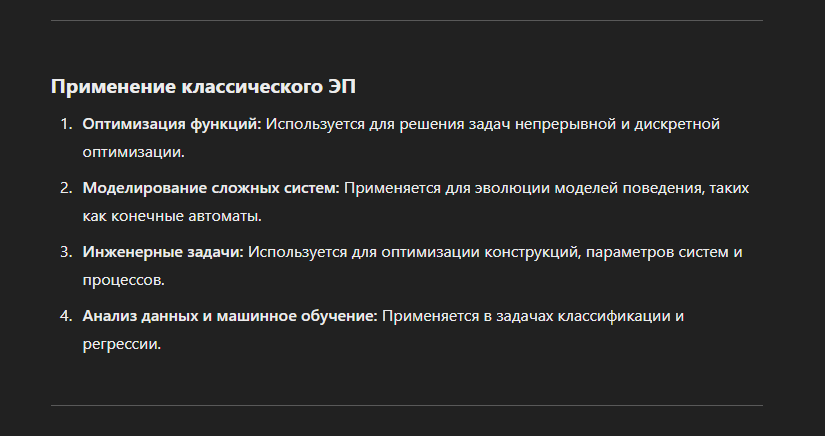 Применение классического ЭП
1. Оптимизация функций: Используется для решения задач непрерывной и дискретной
оптимизации.
2. Моделирование сложных систем: Применяется для эволюции моделей поведения, таких
как конечные автоматы.
3. Инженерные задачи: Используется для оптимизации конструкций, параметров систем и
процессов.
4. Анализ данных и машинное обучение: Применяется в задачах классификации и
регрессии.